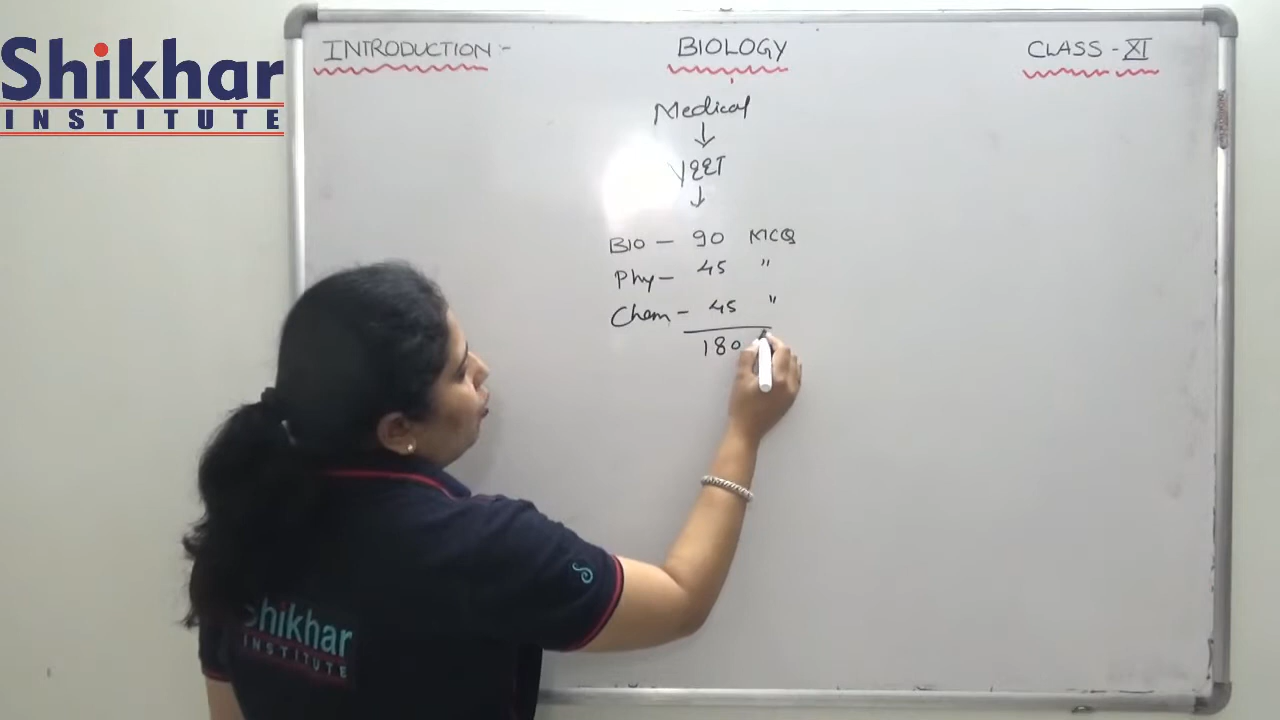 Shikhar
INSTITUTE
INTRODUCTION :- BIOLOGY CLASS - XI
Medical
↓
NEET
↓
BIO — 90 MCQ
Phy — 45 "
Chem — 45 "
180
Shikhar
INSTITUTE